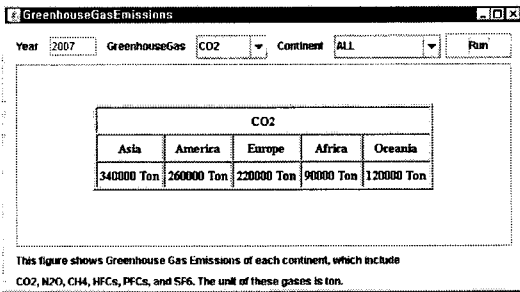 GreenhouseGasEmissions
Year 2007 GreenhouseGas CO2 Continent ALL Run
CO2
Asia America Europe Africa Oceania
340000 Ton 260000 Ton 220000 Ton 90000 Ton 120000 Ton
This figure shows Greenhouse Gas Emissions of each continent, which include
CO2, N2O, CH4, HFCs, PFCs, and SF6. The unit of these gases is ton.